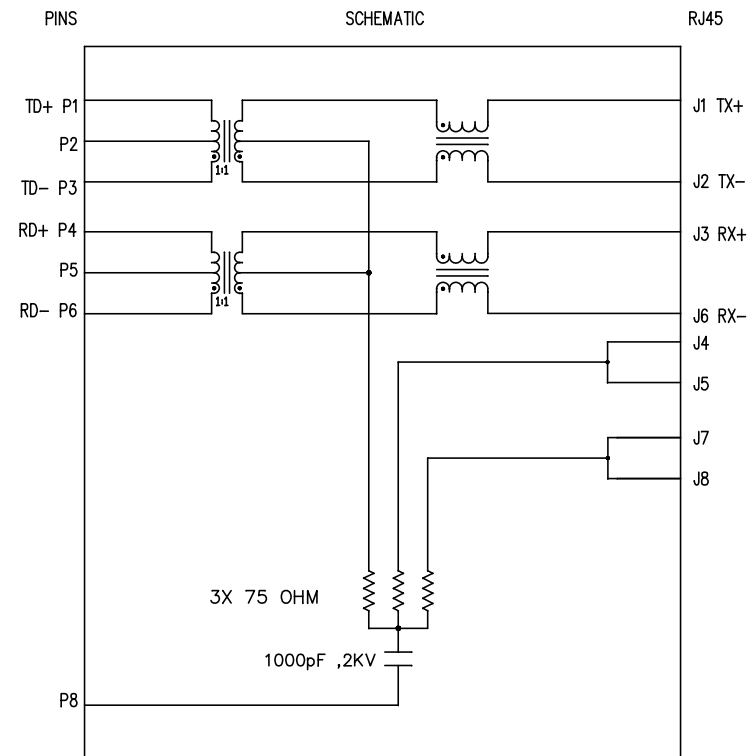 PINS SCHEMATIC RJ45
TD+ P1 J1 TX+
P2
1:1
TD- P3 J2 TX-
RD+ P4 J3 RX+
P5
1:1
RD- P6 J6 RX-
J4
J5
J7
J8
3X 75 OHM
1000pF ,2KV
P8